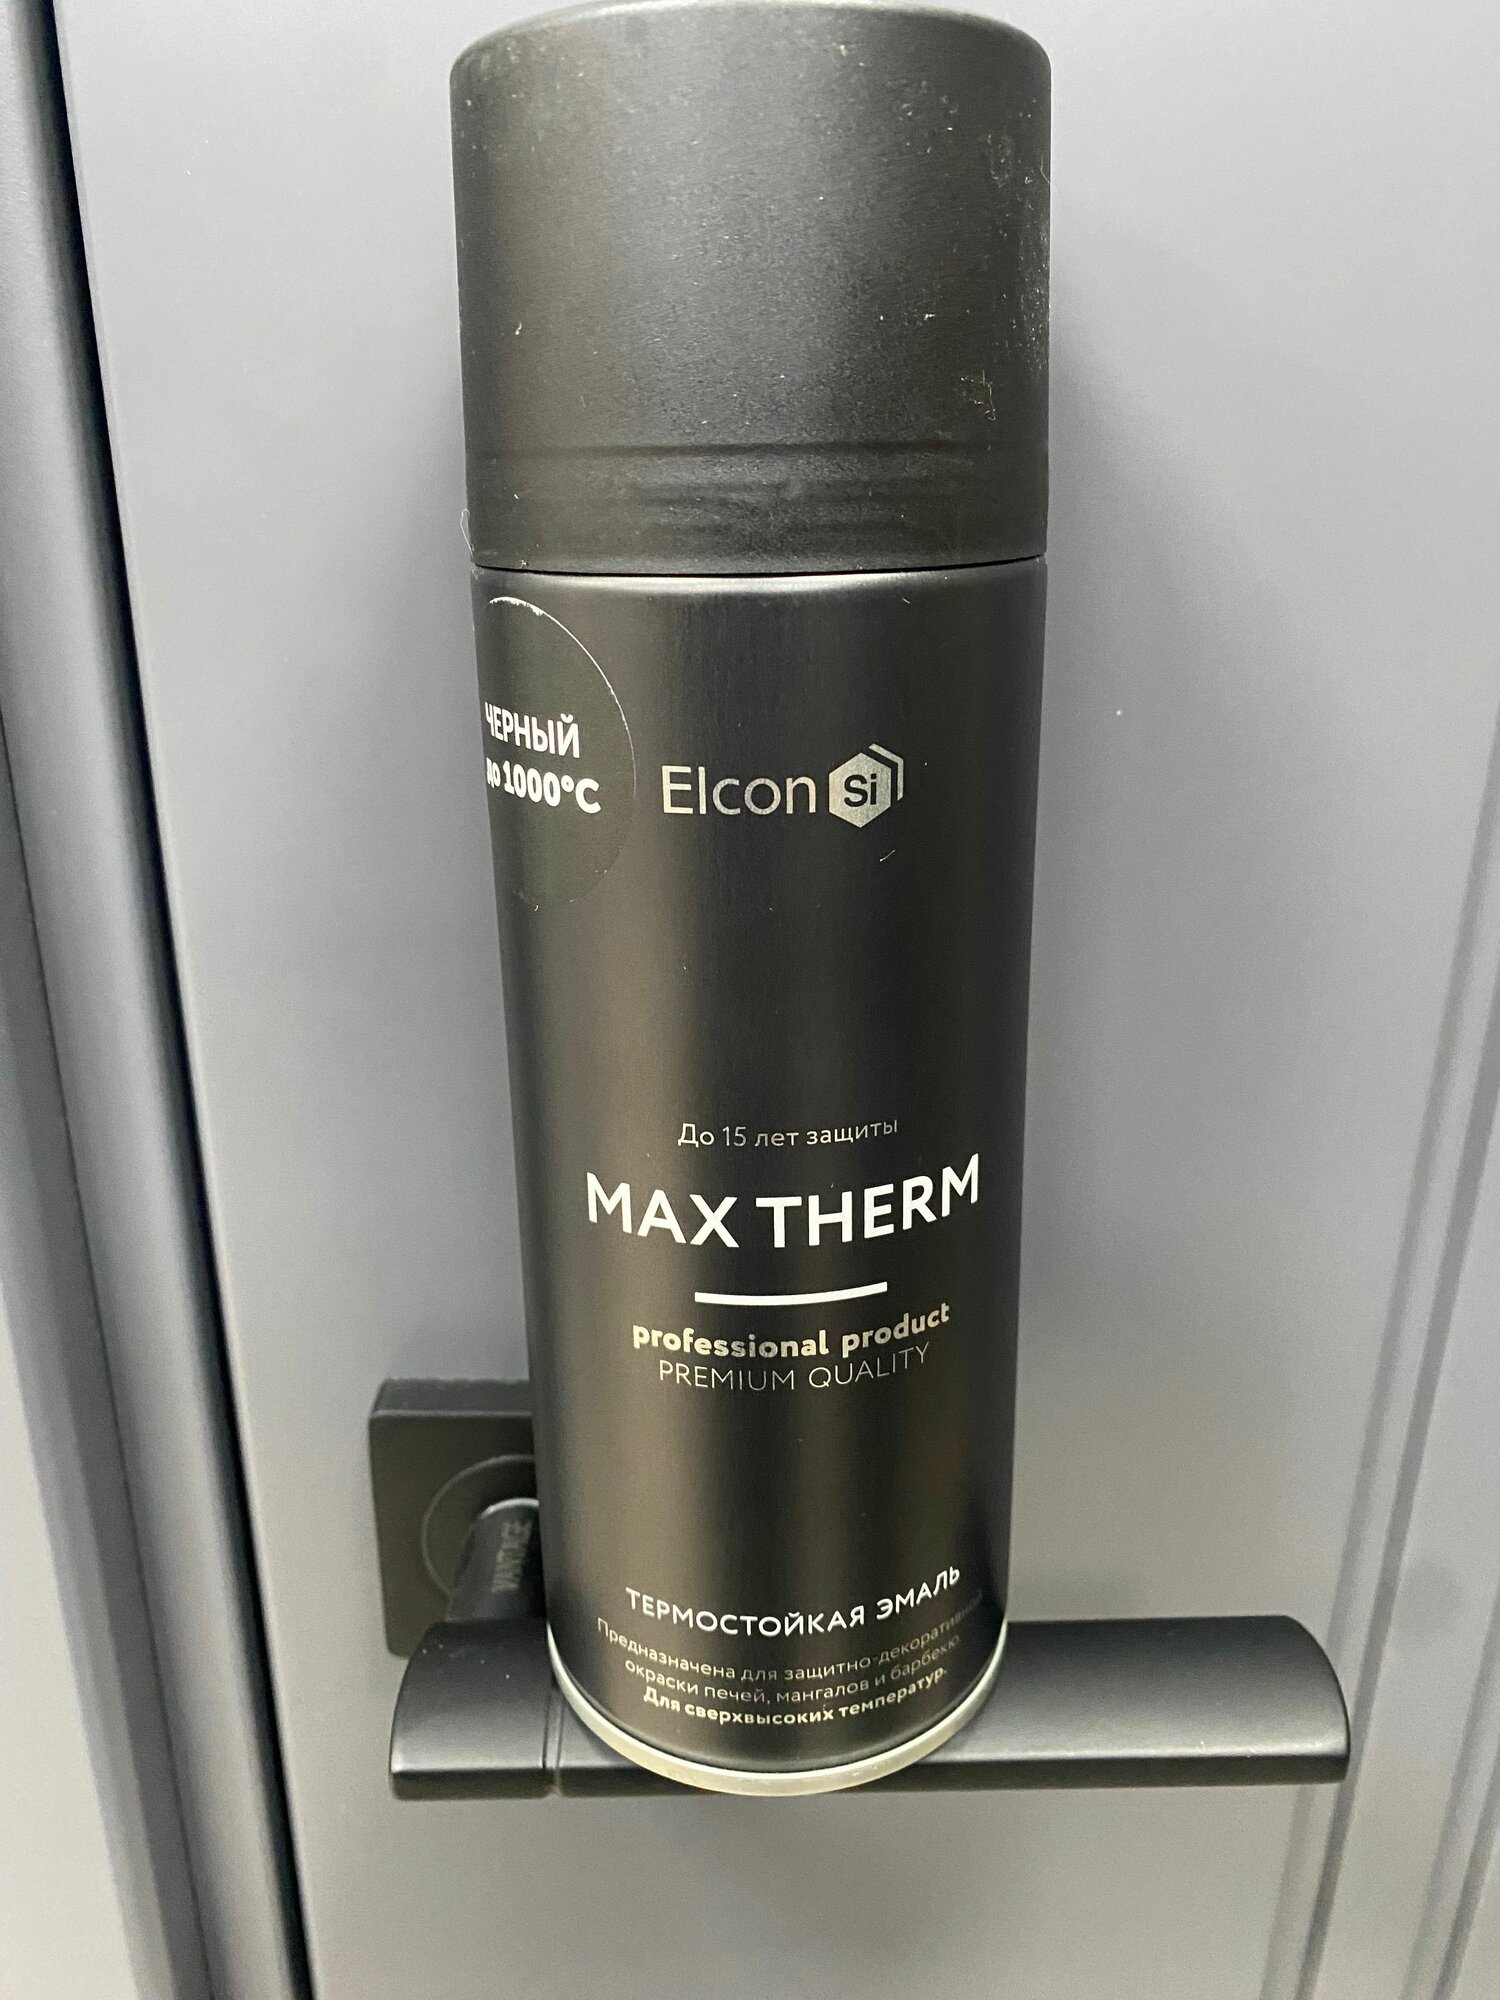 ЧЕРНЫЙ
до 1000°C
Elcon Si
До 15 лет защиты
MAX THERM
professional product
PREMIUM QUALITY
ТЕРМОСТОЙКАЯ ЭМАЛЬ
Предназначена для защитно-декоративной
окраски печей, мангалов и барбекю.
Для сверхвысоких температур.
VANTAGE